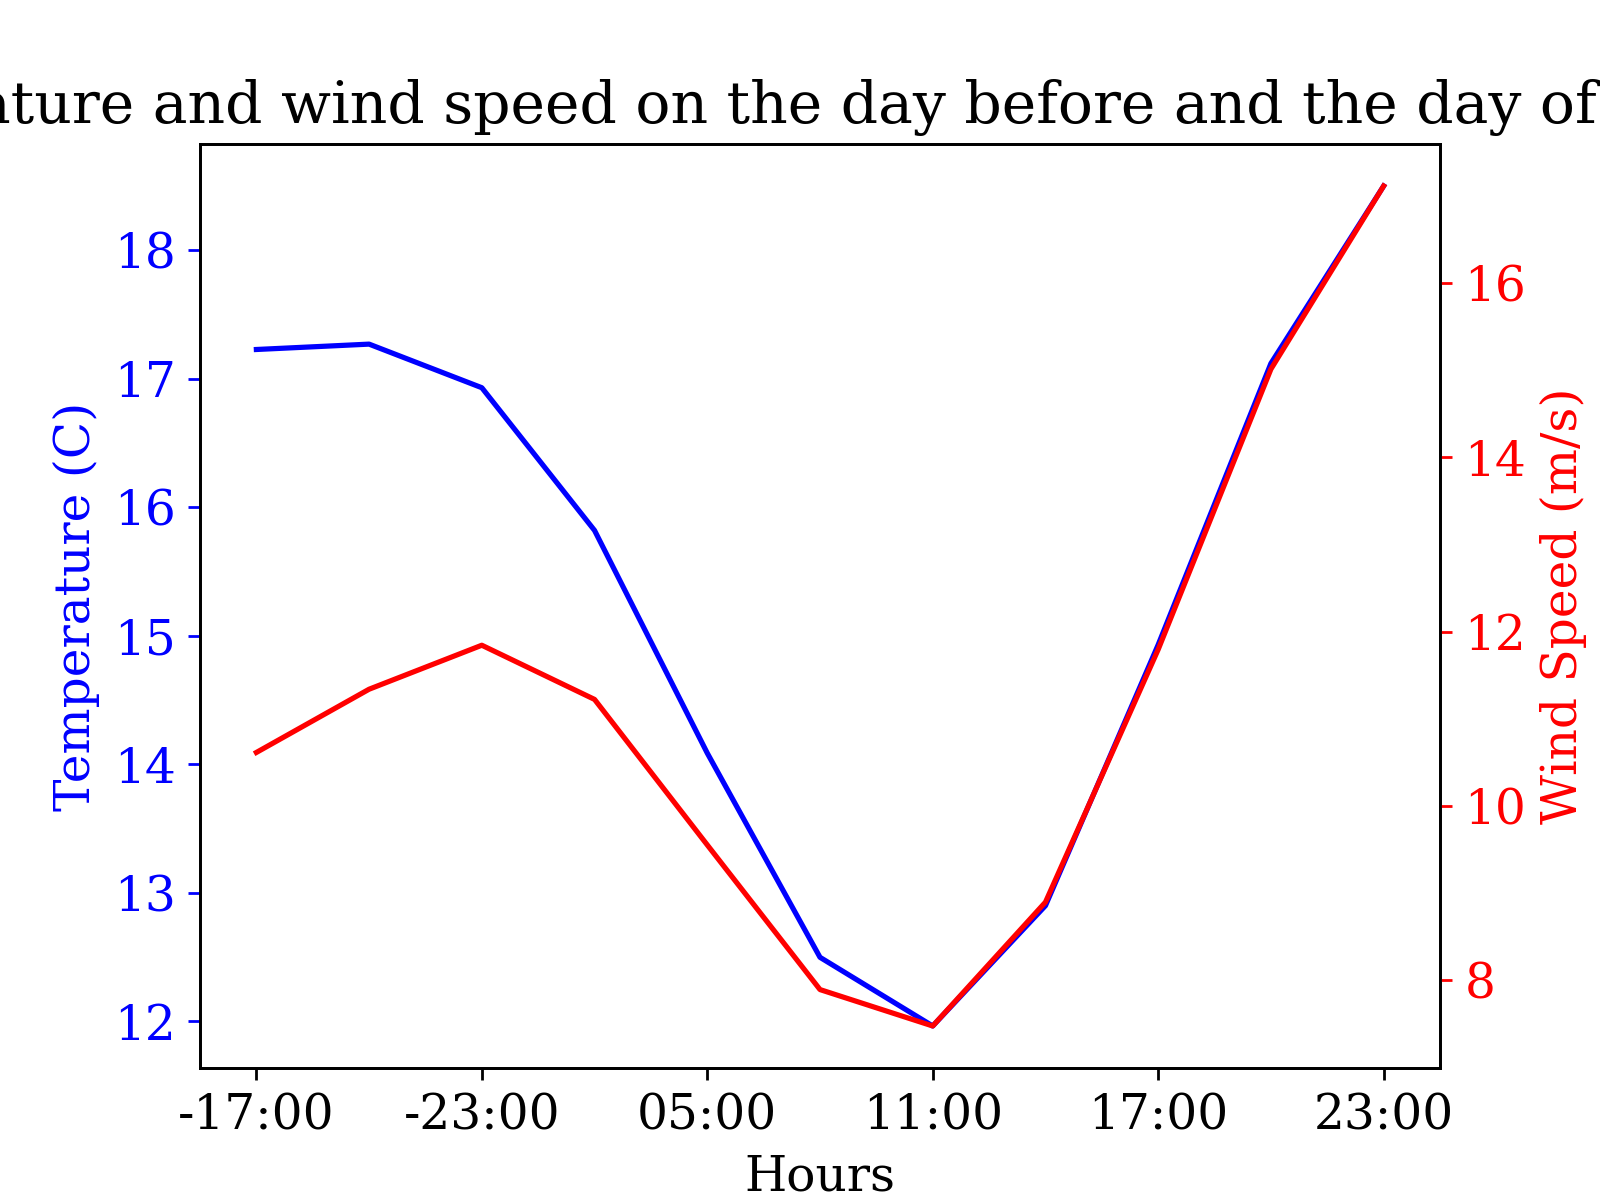 and wind speed on the day before and the day of
18
17
16
15
14
13
12
Temperature (C)
16
14
12
10
8
Wind Speed (m/s)
-17:00 -23:00 05:00 11:00 17:00 23:00
Hours